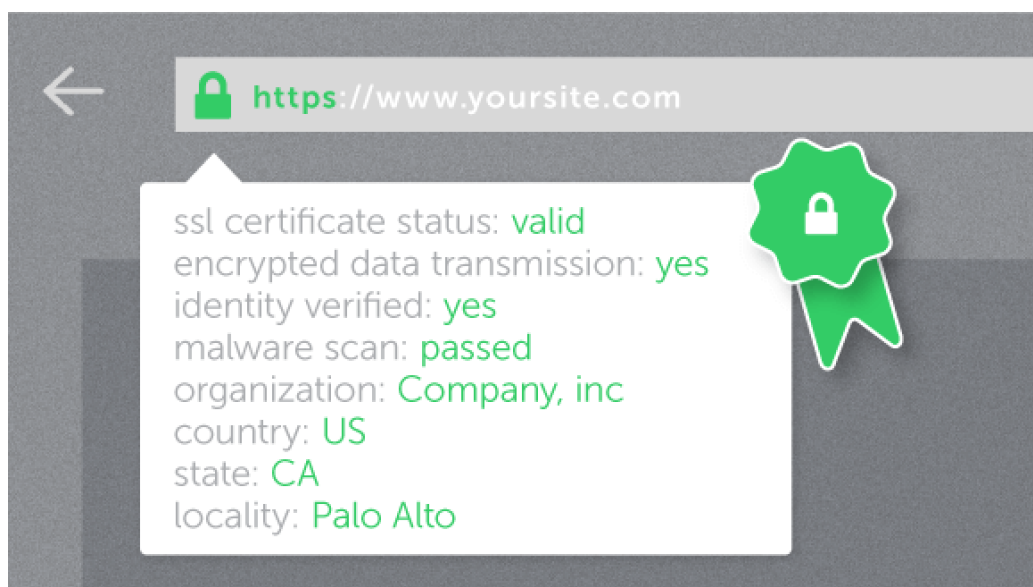 https://www.yoursite.com
ssl certificate status: valid
encrypted data transmission: yes
identity verified: yes
malware scan: passed
organization: Company, inc
country: US
state: CA
locality: Palo Alto